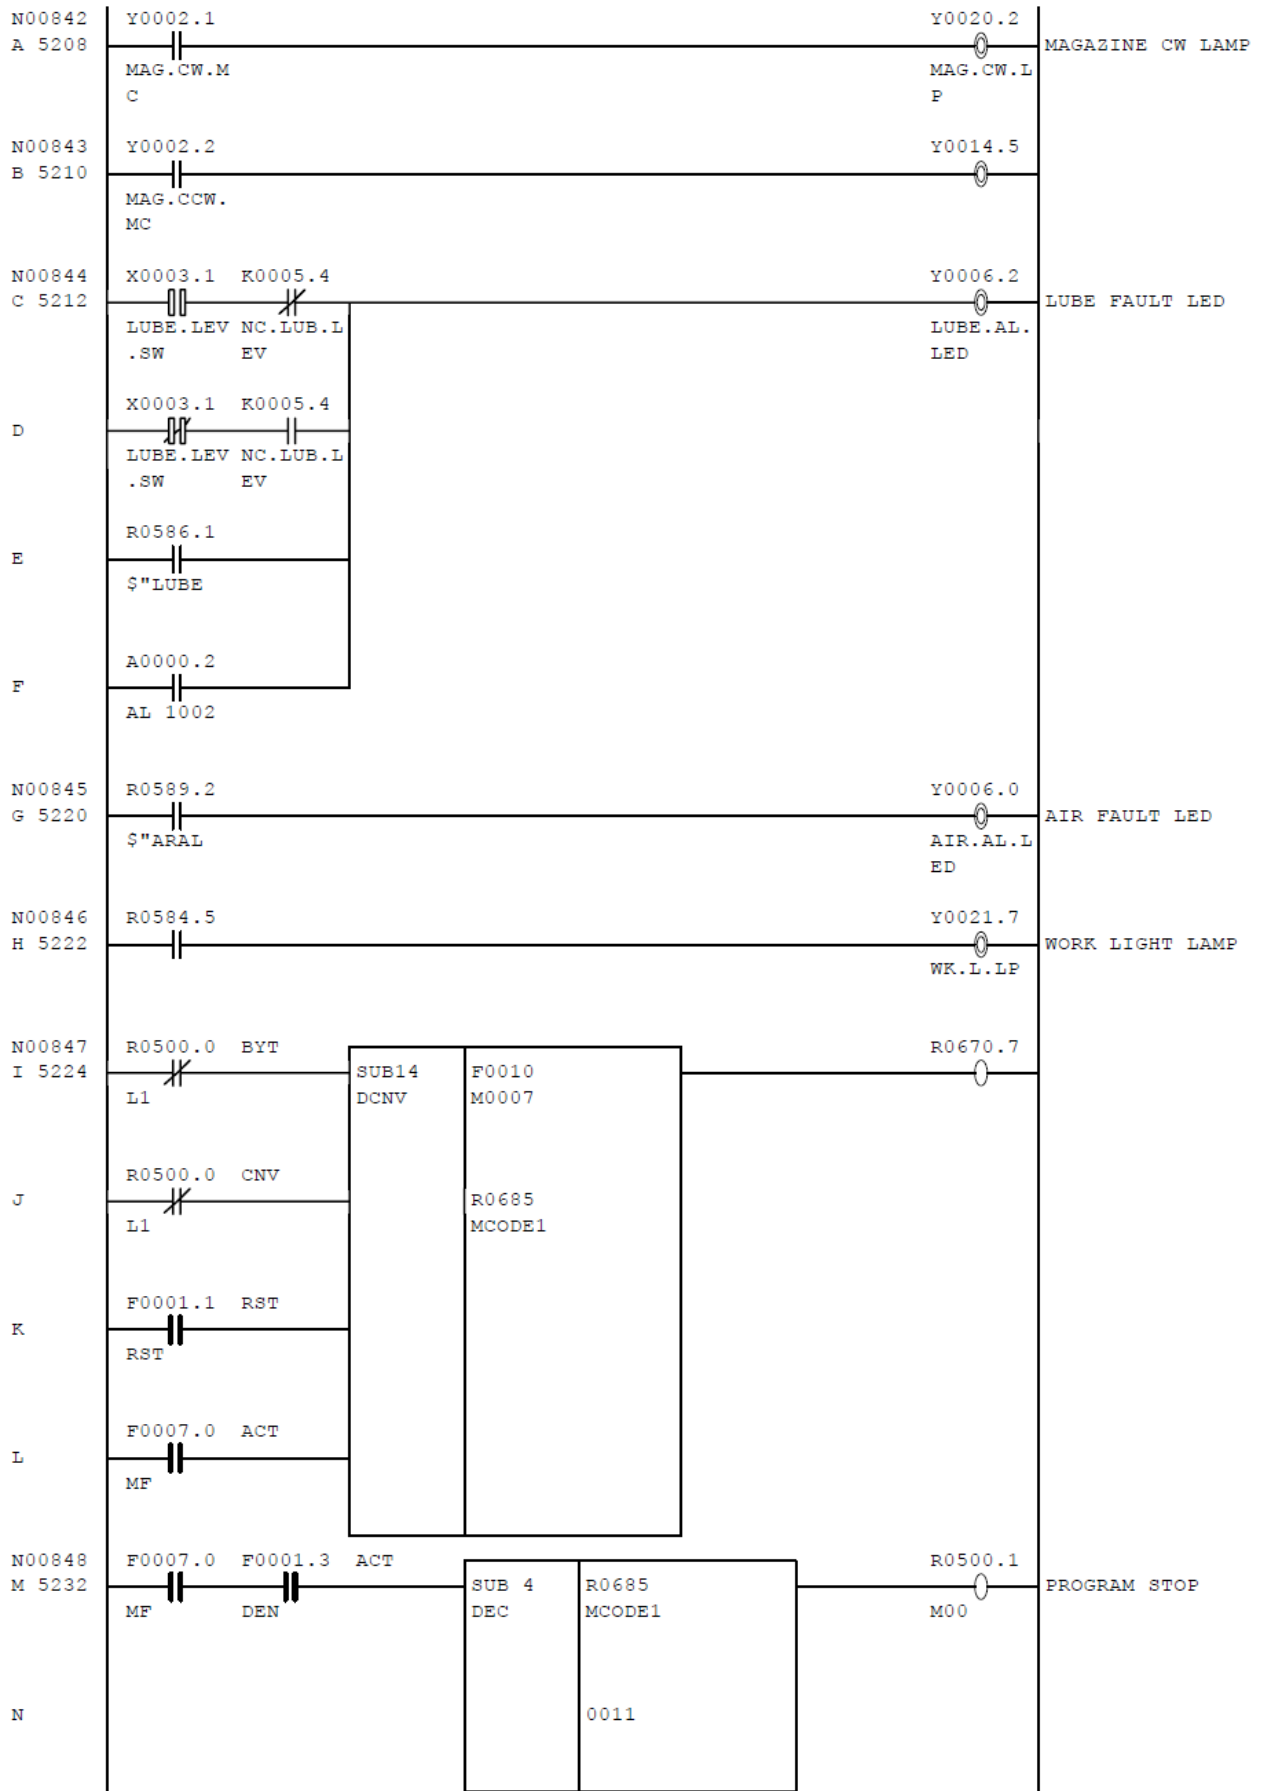 N00842 Y0002.1 Y0020.2
A 5208 MAGAZINE CW LAMP
MAG.CW.M MAG.CW.L
C P
N00843 Y0002.2 Y0014.5
B 5210
MAG.CCW.
MC
N00844 X0003.1 K0005.4 Y0006.2
C 5212 LUBE FAULT LED
LUBE.LEV NC.LUB.L LUBE.AL.
.SW EV LED
X0003.1 K0005.4
D
LUBE.LEV NC.LUB.L
.SW EV
R0586.1
E
$"LUBE
A0000.2
F
AL 1002
N00845 R0589.2 Y0006.0
G 5220 AIR FAULT LED
$"ARAL AIR.AL.L
ED
N00846 R0584.5 Y0021.7
H 5222 WORK LIGHT LAMP
WK.L.LP
N00847 R0500.0 BYT R0670.7
I 5224 SUB14 F0010
L1 DCNV M0007
R0500.0 CNV
J R0685
L1 MCODE1
F0001.1 RST
K
RST
F0007.0 ACT
L
MF
N00848 F0007.0 F0001.3 ACT R0500.1
M 5232 SUB 4 R0685 PROGRAM STOP
MF DEN DEC MCODE1 M00
N 0011